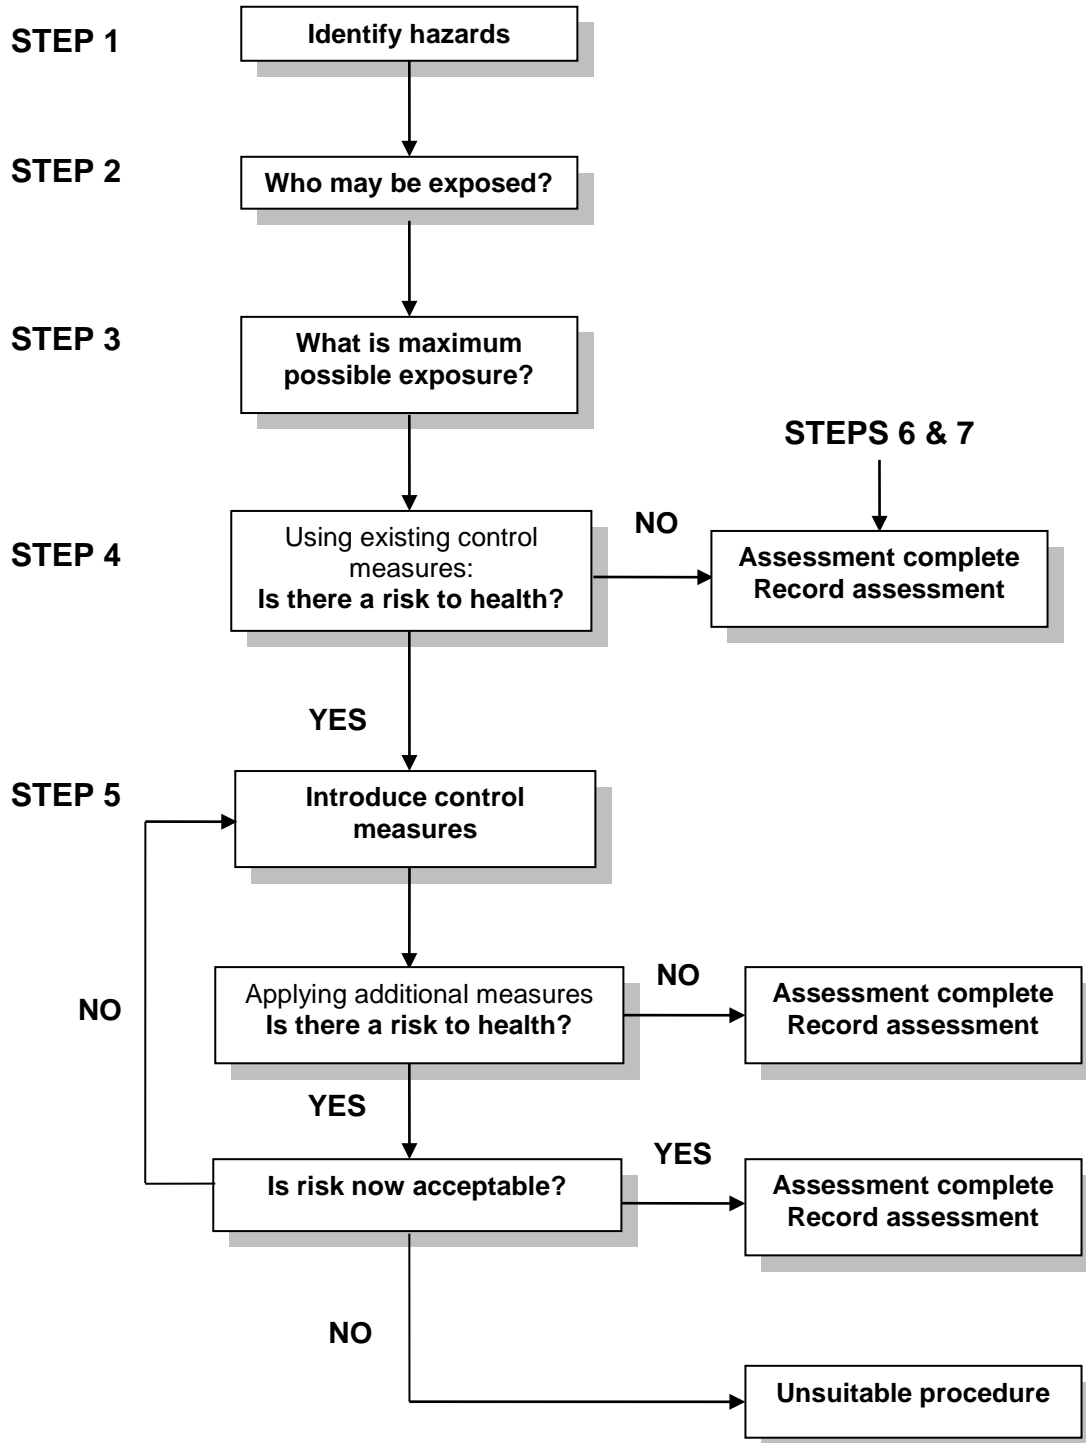 STEP 1
Identify hazards
STEP 2
Who may be exposed?
STEP 3
What is maximum
possible exposure?
STEPS 6 & 7
STEP 4
Using existing control
measures:
Is there a risk to health?
NO
Assessment complete
Record assessment
YES
STEP 5
Introduce control
measures
NO
Applying additional measures
Is there a risk to health?
NO
Assessment complete
Record assessment
YES
Is risk now acceptable?
YES
Assessment complete
Record assessment
NO
Unsuitable procedure